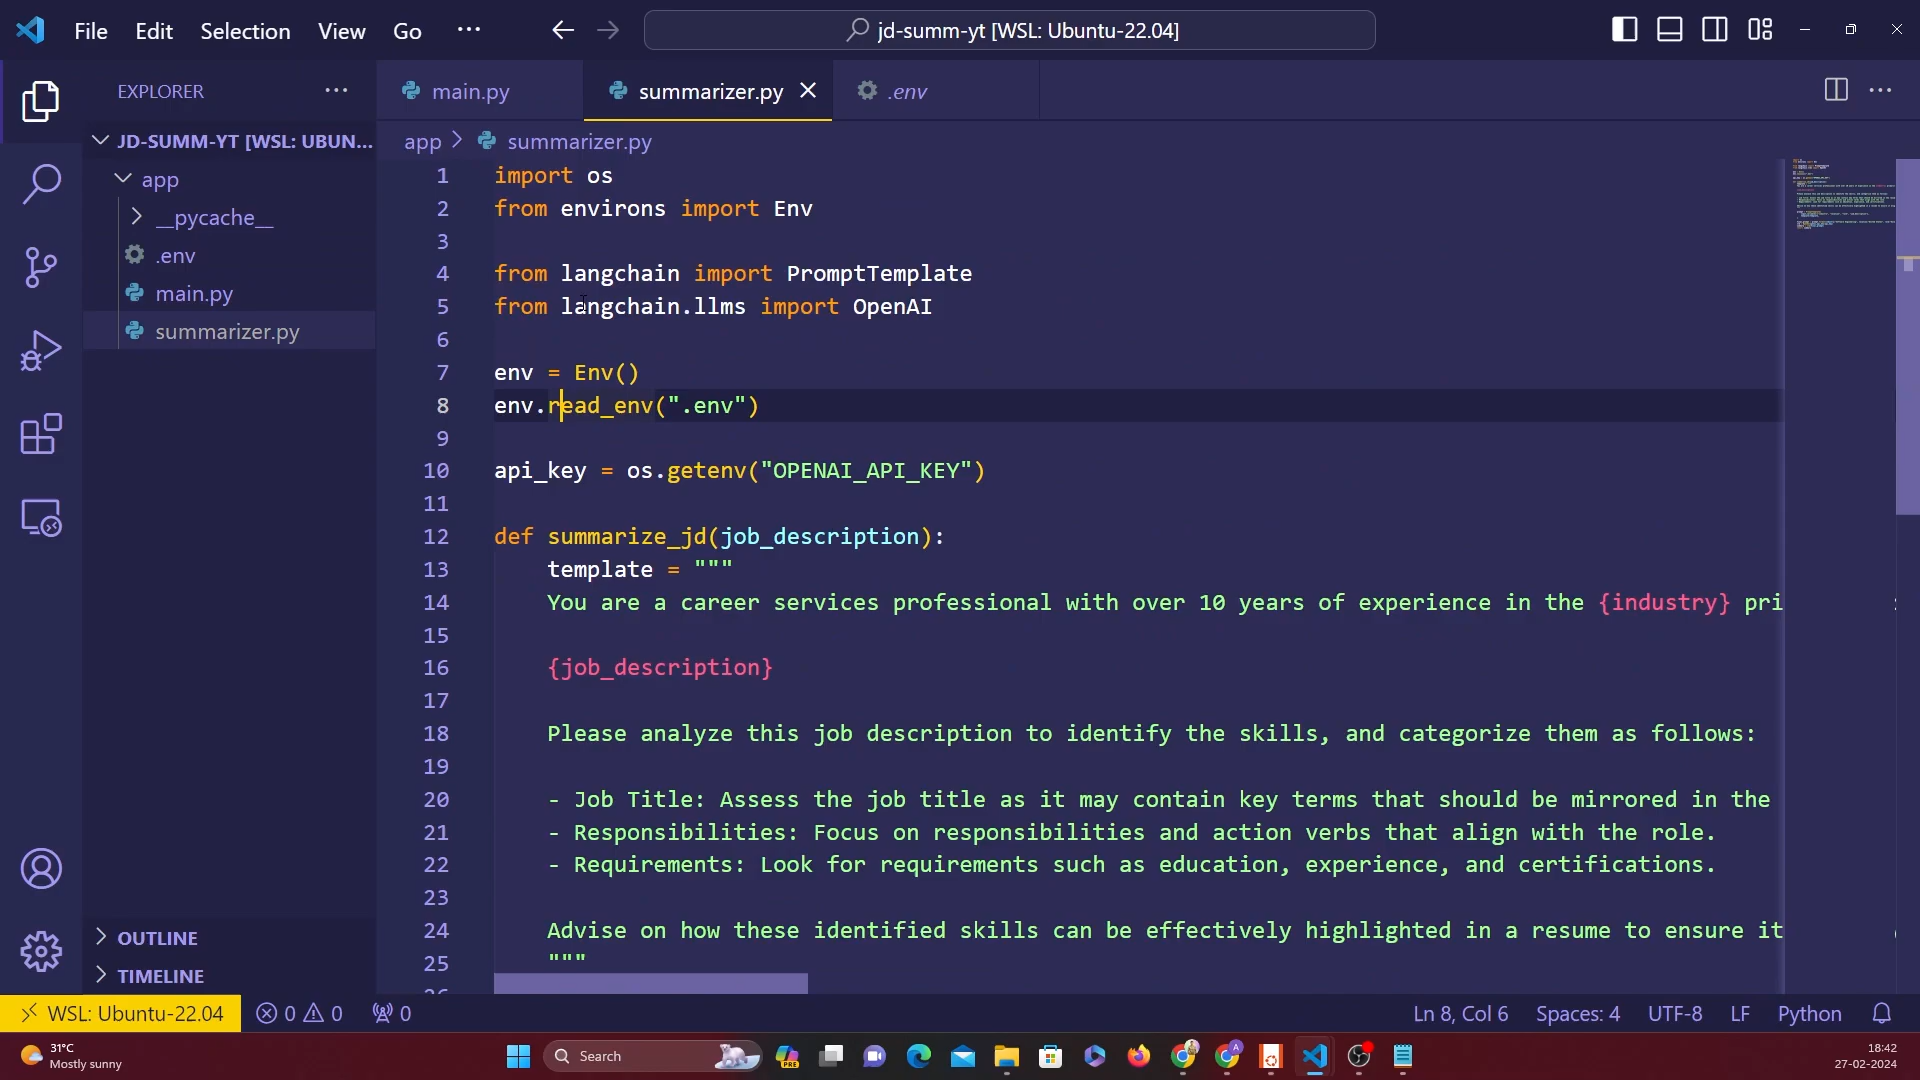 File Edit Selection View Go ···
jd-summ-yt [WSL: Ubuntu-22.04]
EXPLORER
main.py
summarizer.py
.env
JD-SUMM-YT [WSL: UBUN...
app
__pycache__
.env
main.py
summarizer.py
OUTLINE
TIMELINE
app > summarizer.py
1 import os
2 from environs import Env
3
4 from langchain import PromptTemplate
5 from langchain.llms import OpenAI
6
7 env = Env()
8 env.read_env(".env")
9
10 api_key = os.getenv("OPENAI_API_KEY")
11
12 def summarize_jd(job_description):
13 template = """
14 You are a career services professional with over 10 years of experience in the {industry} pri
15
16 {job_description}
17
18 Please analyze this job description to identify the skills, and categorize them as follows:
19
20 - Job Title: Assess the job title as it may contain key terms that should be mirrored in the
21 - Responsibilities: Focus on responsibilities and action verbs that align with the role.
22 - Requirements: Look for requirements such as education, experience, and certifications.
23
24 Advise on how these identified skills can be effectively highlighted in a resume to ensure it
25 """
WSL: Ubuntu-22.04 0 0 0
Ln 8, Col 6 Spaces: 4 UTF-8 LF Python
31°C
Mostly sunny
Search
PRE
A
18:42
27-02-2024